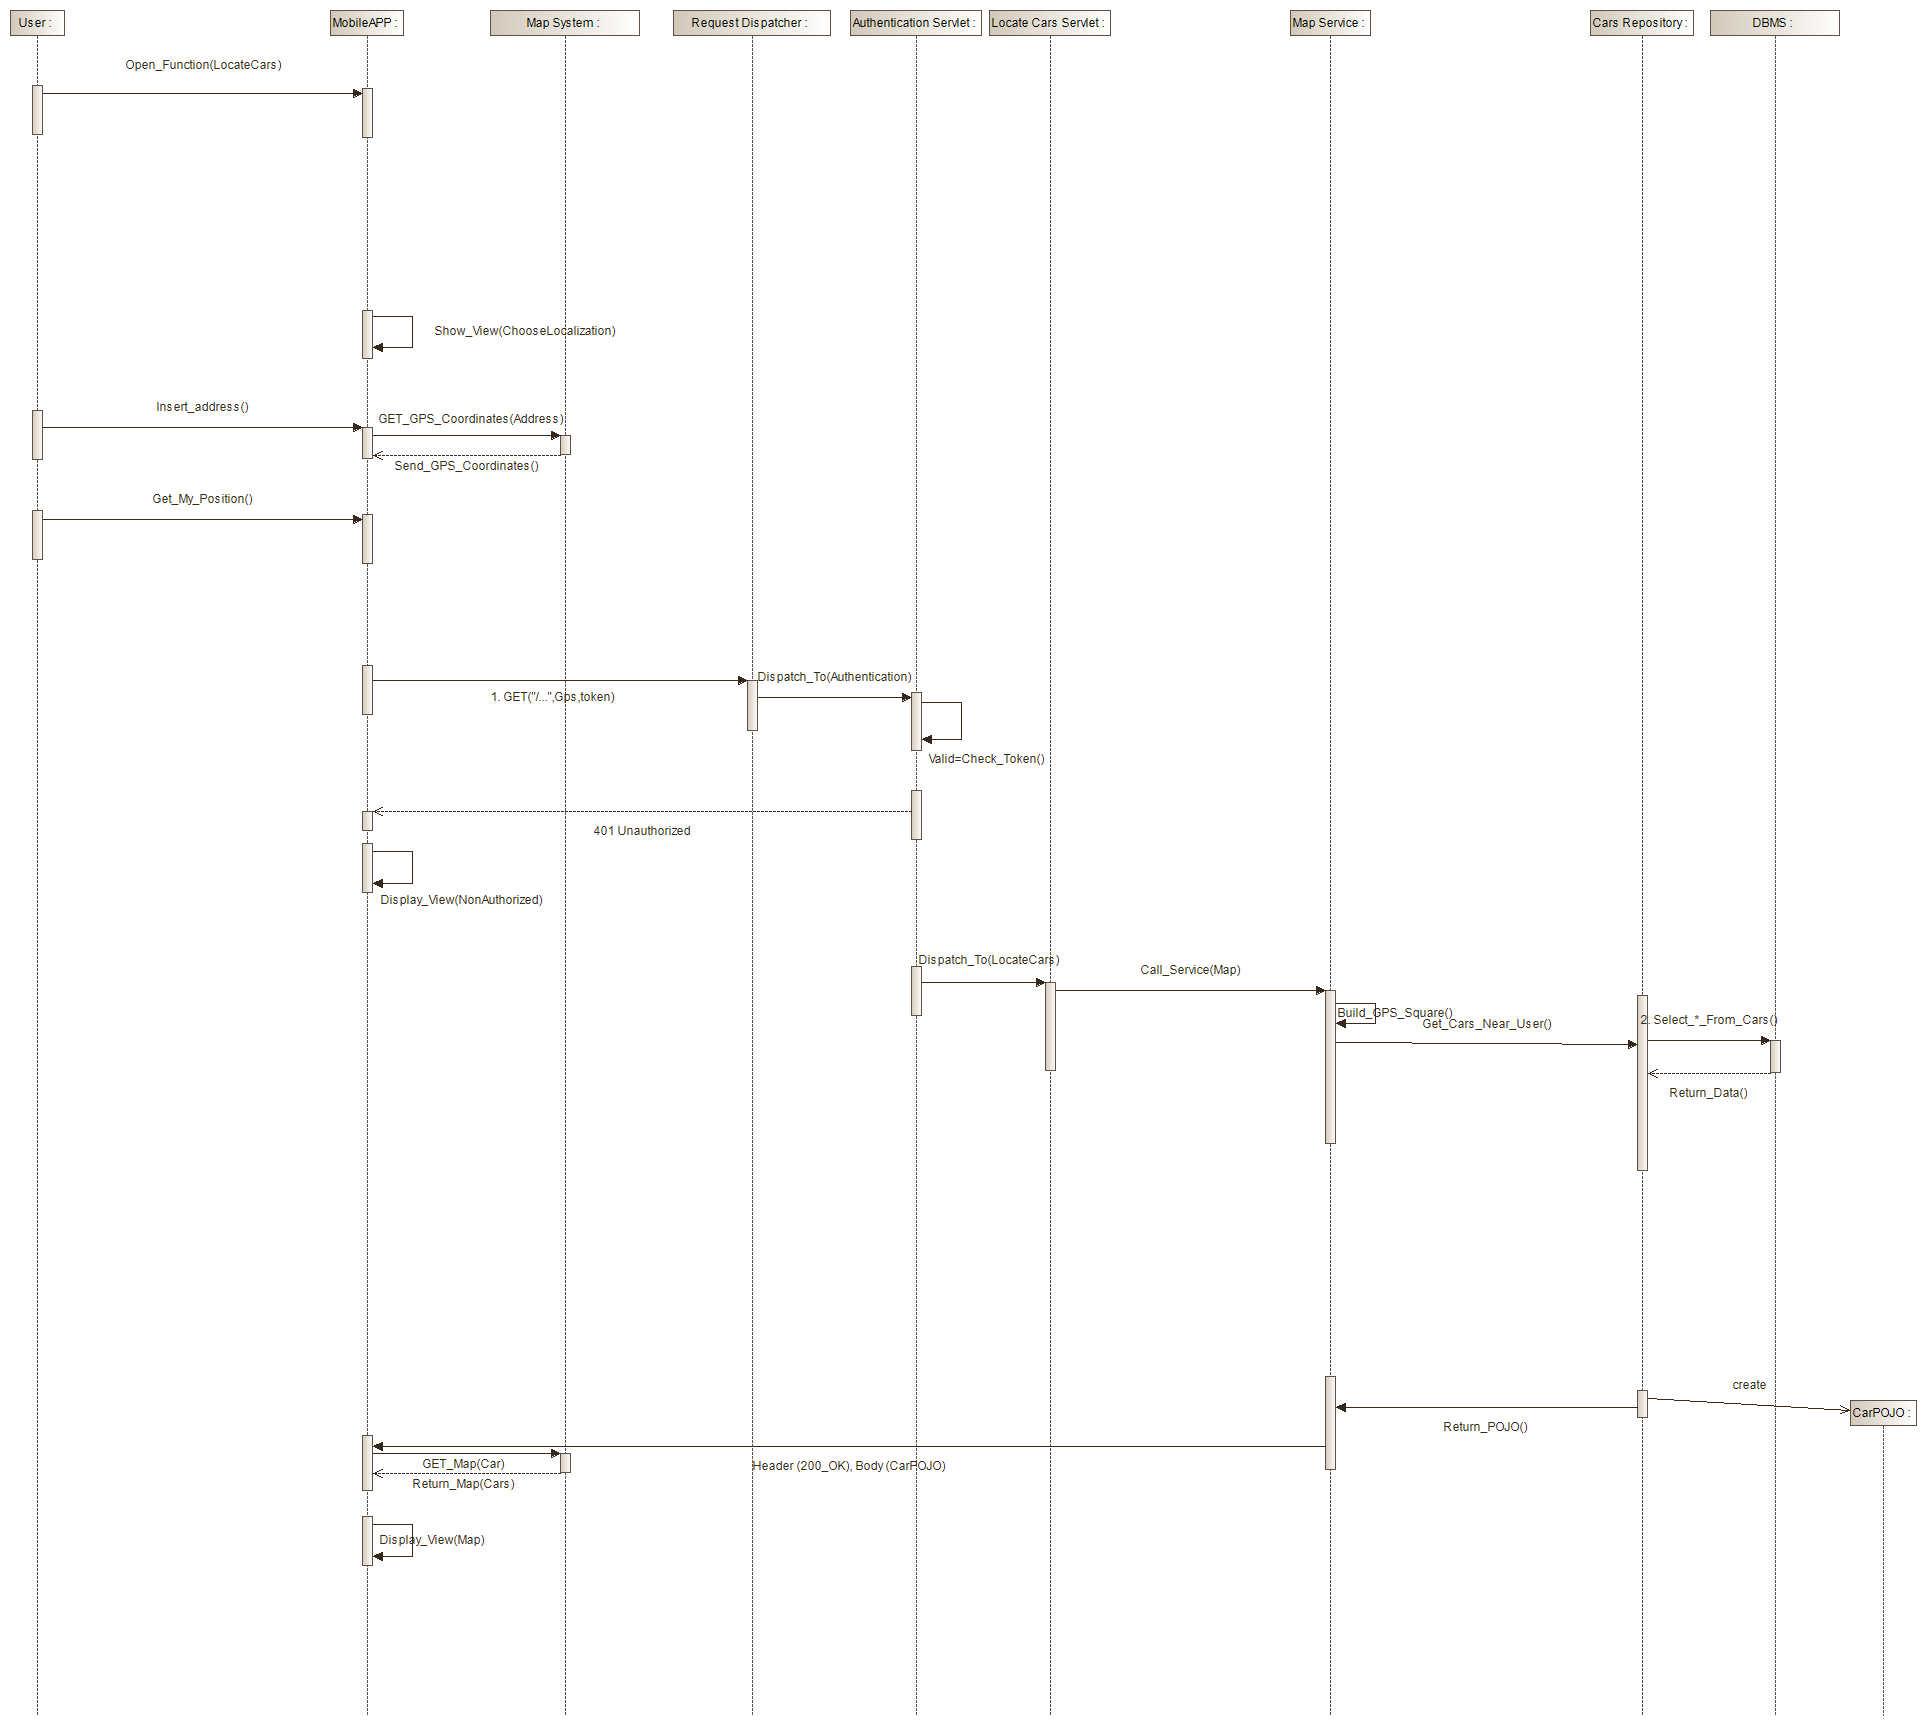 User :
MobileAPP :
Map System :
Request Dispatcher :
Authentication Servlet :
Locate Cars Servlet :
Map Service :
Cars Repository :
DBMS :
Open_Function(LocateCars)
Show_View(ChooseLocalization)
Insert_address()
GET_GPS_Coordinates(Address)
Send_GPS_Coordinates()
Get_My_Position()
Dispatch_To(Authentication)
1. GET("/...",Gps,token)
Valid=Check_Token()
401 Unauthorized
Display_View(NonAuthorized)
Dispatch_To(LocateCars)
Call_Service(Map)
Build_GPS_Square()
Get_Cars_Near_User()
2. Select_*_From_Cars()
Return_Data()
create
CarPOJO :
Return_POJO()
GET_Map(Car)
Header (200_OK), Body (CarPOJO)
Return_Map(Cars)
Display_View(Map)